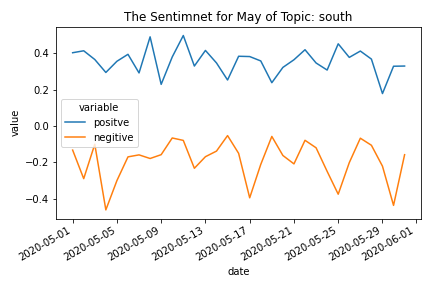 The Sentimnet for May of Topic: south
value
0.4
0.2
0.0
−0.2
−0.4
variable
positve
negitive
2020-05-01
2020-05-05
2020-05-09
2020-05-13
2020-05-17
2020-05-21
2020-05-25
2020-05-29
2020-06-01
date